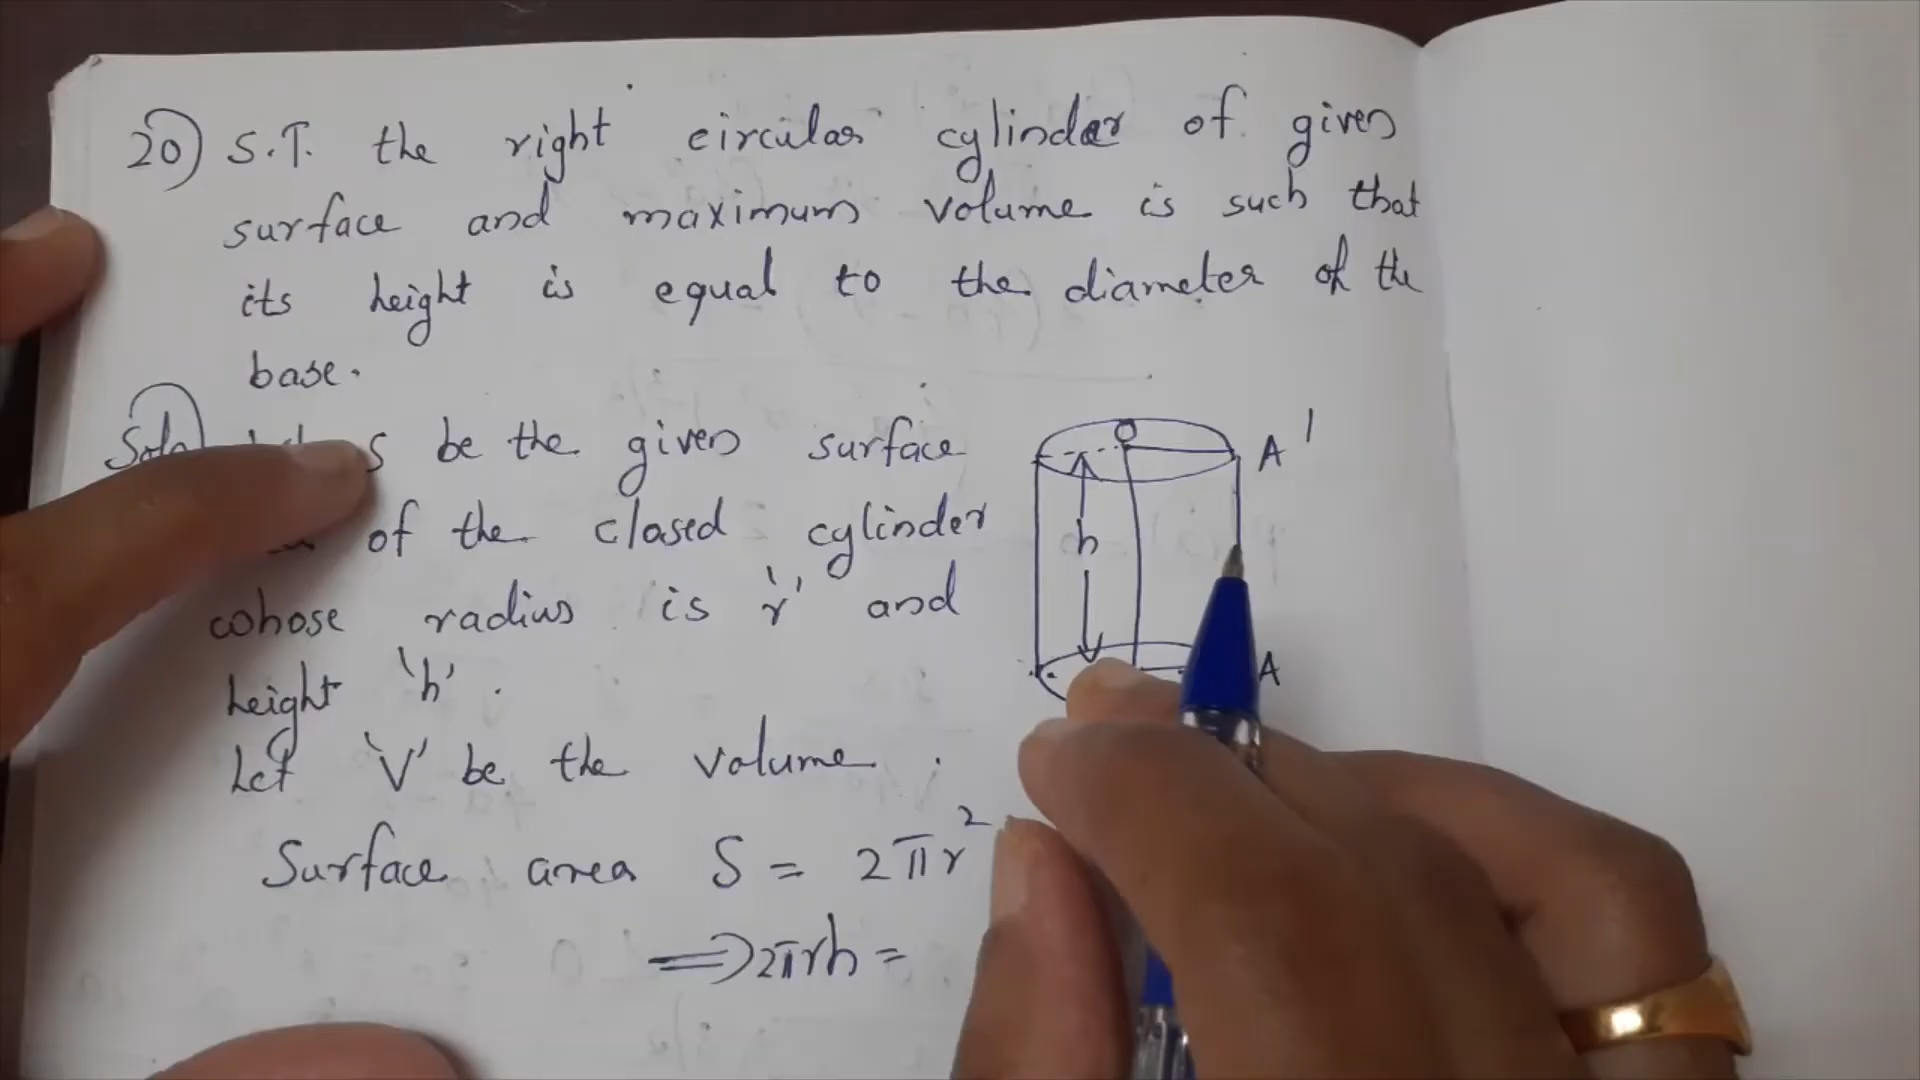 20) S.T. the right circular cylinder of given
surface and maximum volume is such that
its height is equal to the diameter of the
base.
Soln S be the given surface
of the closed cylinder
whose radius is 'r' and
height 'h'.
Let 'V' be the volume.
Surface area S = 2πr²
⟹ 2πrh =
O
A'
h
A